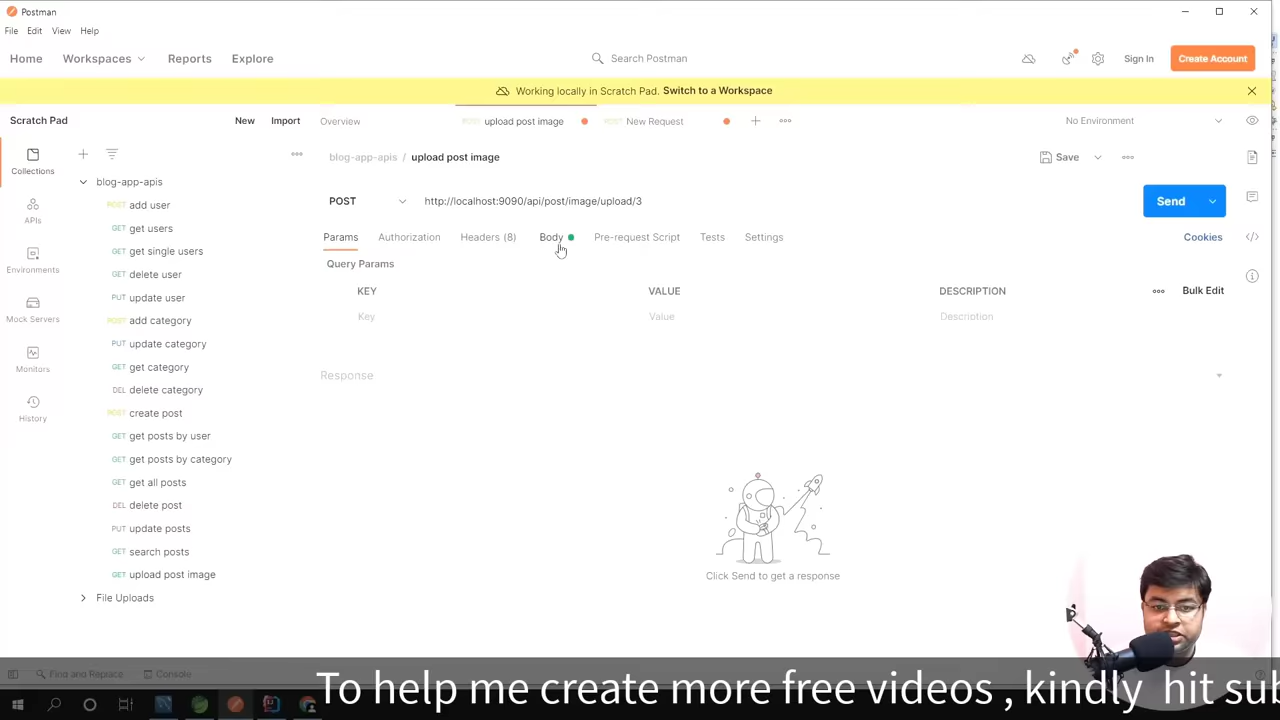 Postman
File Edit View Help
Home Workspaces Reports Explore
Search Postman
Sign In
Create Account
Working locally in Scratch Pad. Switch to a Workspace
Scratch Pad
New Import
Overview
upload post image
New Request
No Environment
blog-app-apis / upload post image
Save
POST
http://localhost:9090/api/post/image/upload/3
Send
Params Authorization Headers (8) Body Pre-request Script Tests Settings
Cookies
Query Params
KEY VALUE DESCRIPTION
Bulk Edit
Key Value Description
Response
Click Send to get a response
Collections
APIs
Environments
Mock Servers
Monitors
History
blog-app-apis
POST add user
GET get users
GET get single users
GET delete user
PUT update user
POST add category
PUT update category
GET get category
DEL delete category
POST create post
GET get posts by user
GET get posts by category
GET get all posts
DEL delete post
PUT update posts
GET search posts
GET upload post image
File Uploads
Find and Replace Console
To help me create more free videos , kindly hit sub